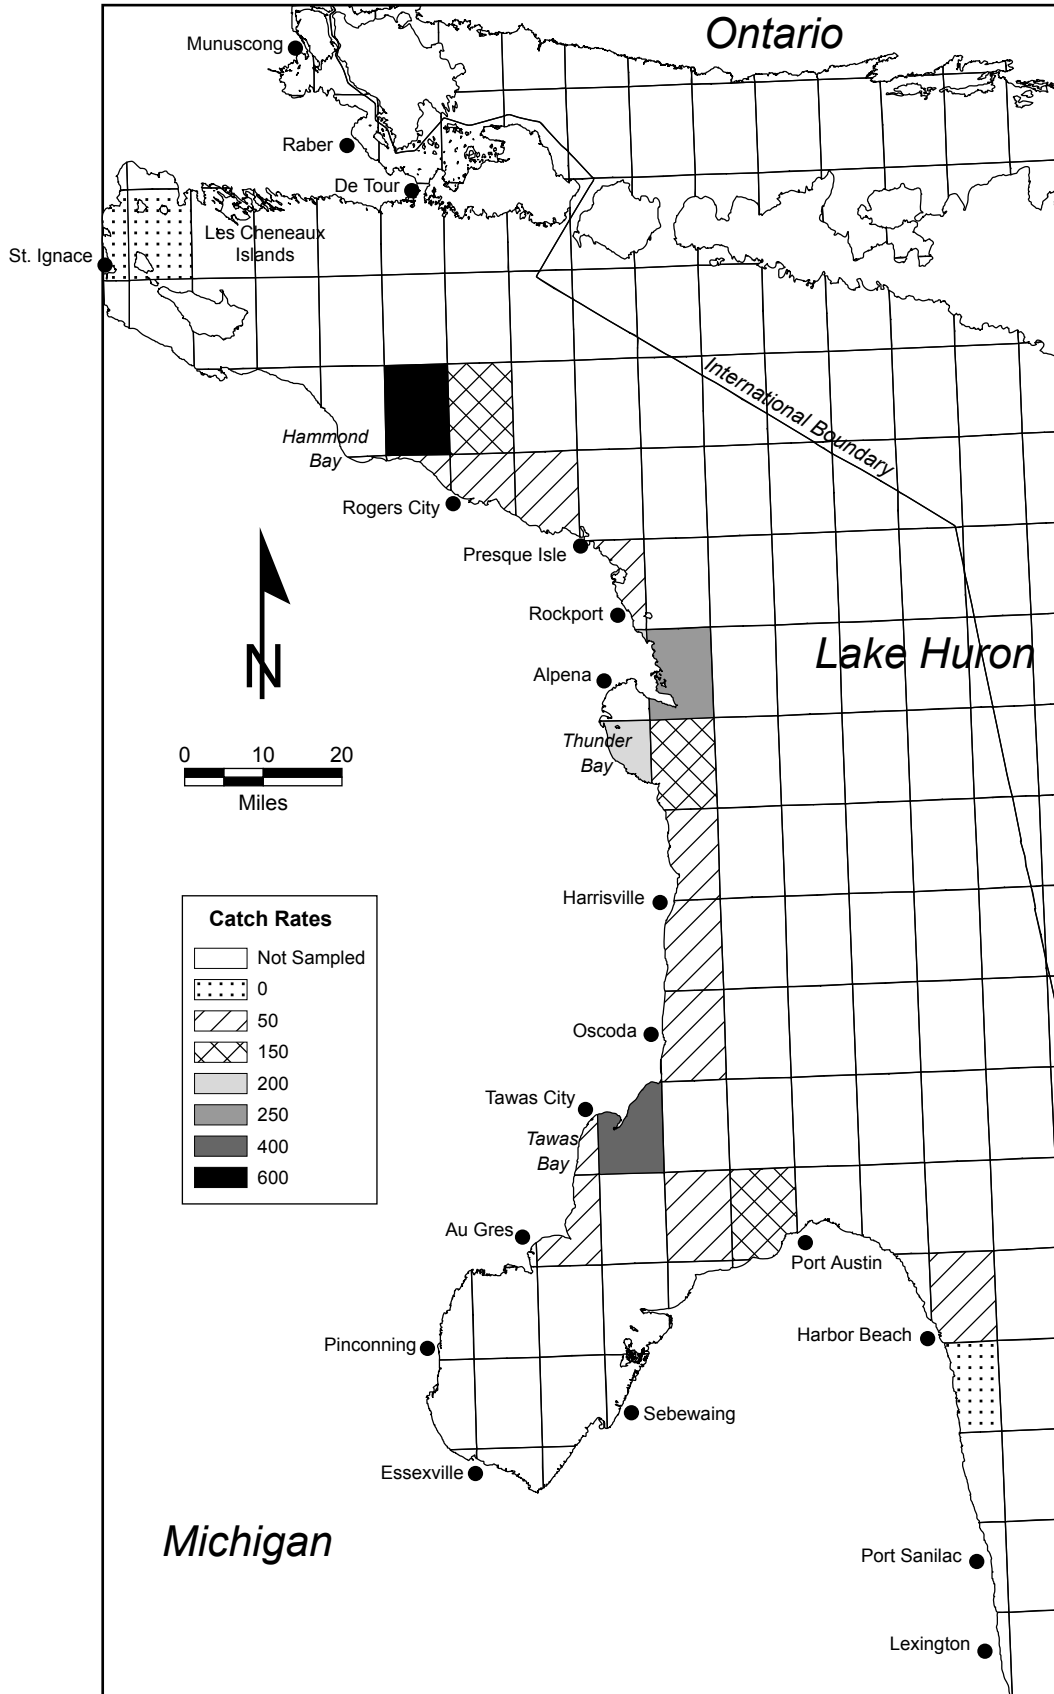 Ontario
Munuscong
Raber
De Tour
Les Cheneaux
Islands
St. Ignace
International Boundary
Hammond
Bay
Rogers City
Presque Isle
Rockport
Lake Huron
Alpena
N
Thunder
Bay
0 10 20
Miles
Harrisville
Catch Rates
Not Sampled
0
50
150
200
250
400
600
Oscoda
Tawas City
Tawas
Bay
Au Gres
Port Austin
Harbor Beach
Pinconning
Sebewaing
Essexville
Michigan
Port Sanilac
Lexington